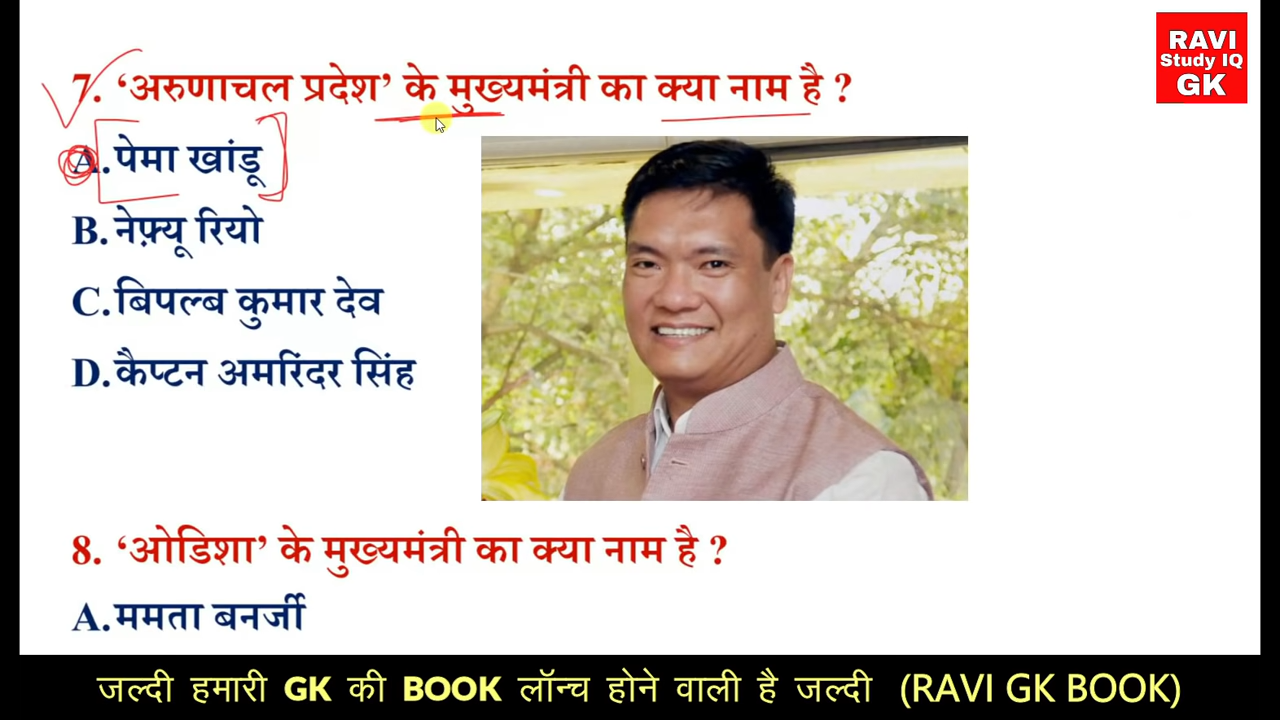 RAVI
Study IQ
GK
7. ‘अरुणाचल प्रदेश’ के मुख्यमंत्री का क्या नाम है ?
A. पेमा खांडू
B. नेफ़्यू रियो
C. बिपल्ब कुमार देव
D. कैप्टन अमरिंदर सिंह
8. ‘ओडिशा’ के मुख्यमंत्री का क्या नाम है ?
A. ममता बनर्जी
जल्दी हमारी GK की BOOK लॉन्च होने वाली है जल्दी (RAVI GK BOOK)